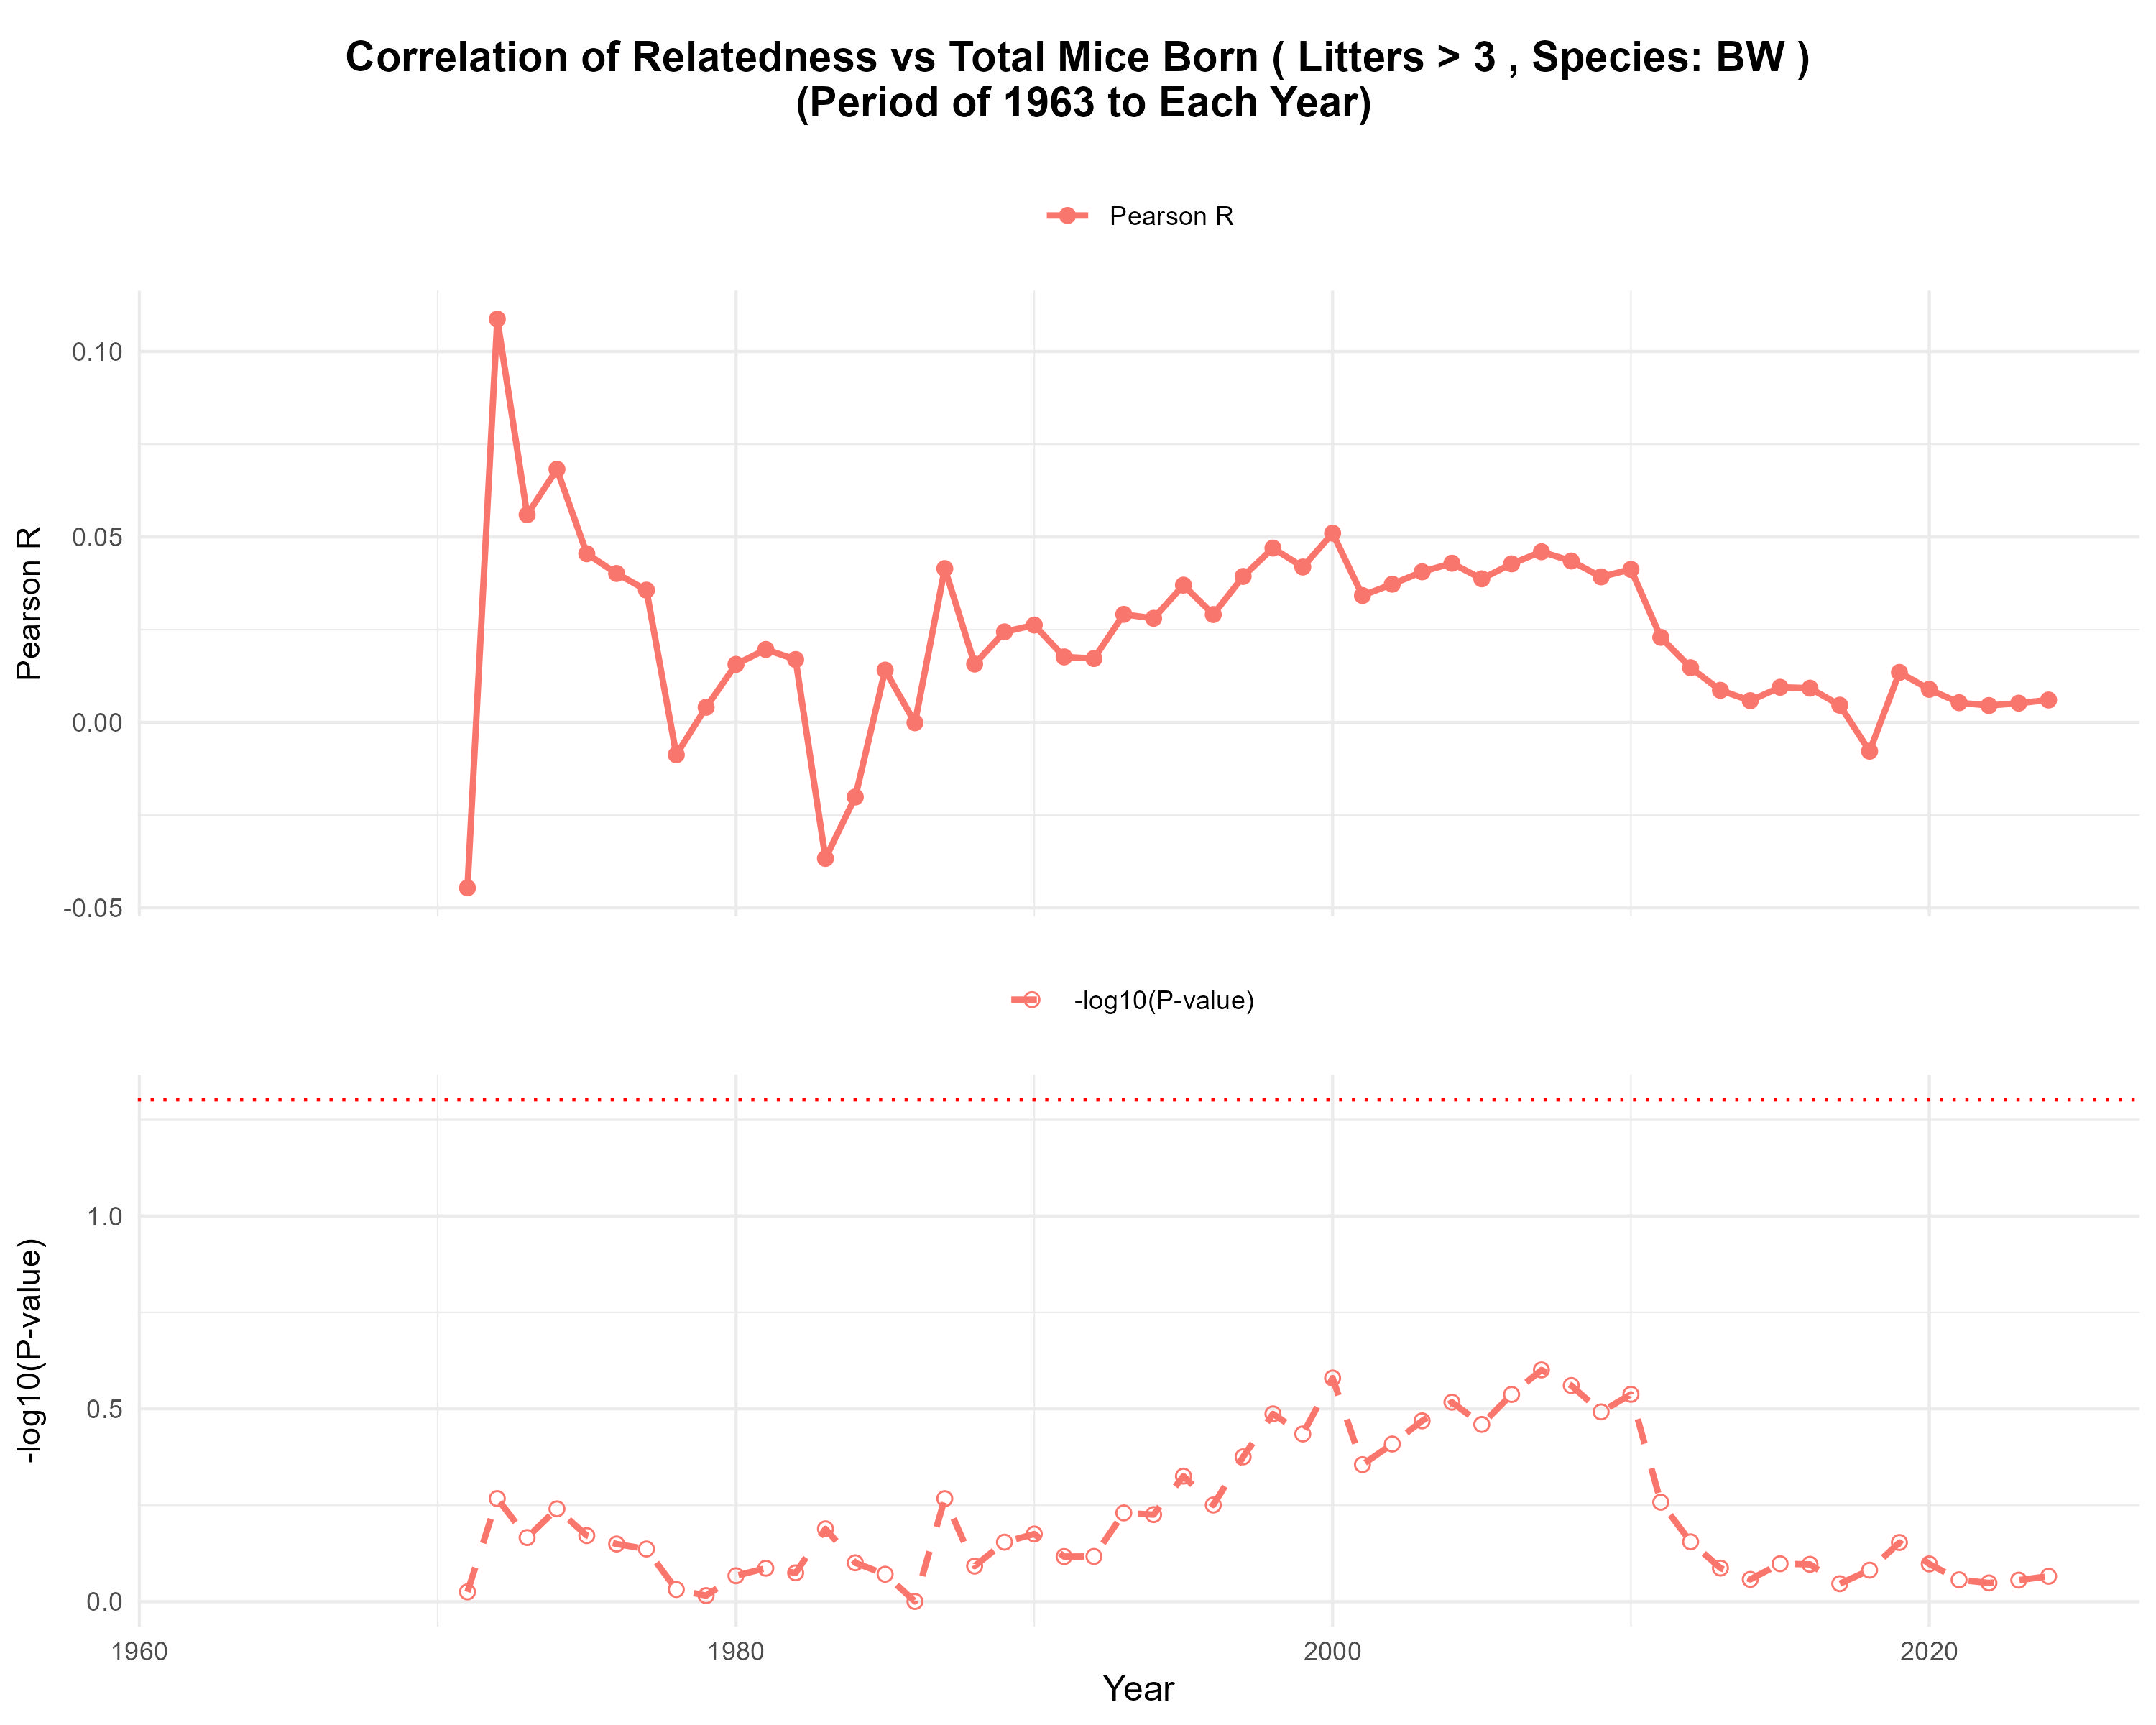 Correlation of Relatedness vs Total Mice Born ( Litters > 3 , Species: BW )
(Period of 1963 to Each Year)
Pearson R
Pearson R
0.10
0.05
0.00
-0.05
-log10(P-value)
-log10(P-value)
1.0
0.5
0.0
1960 1980 2000 2020
Year